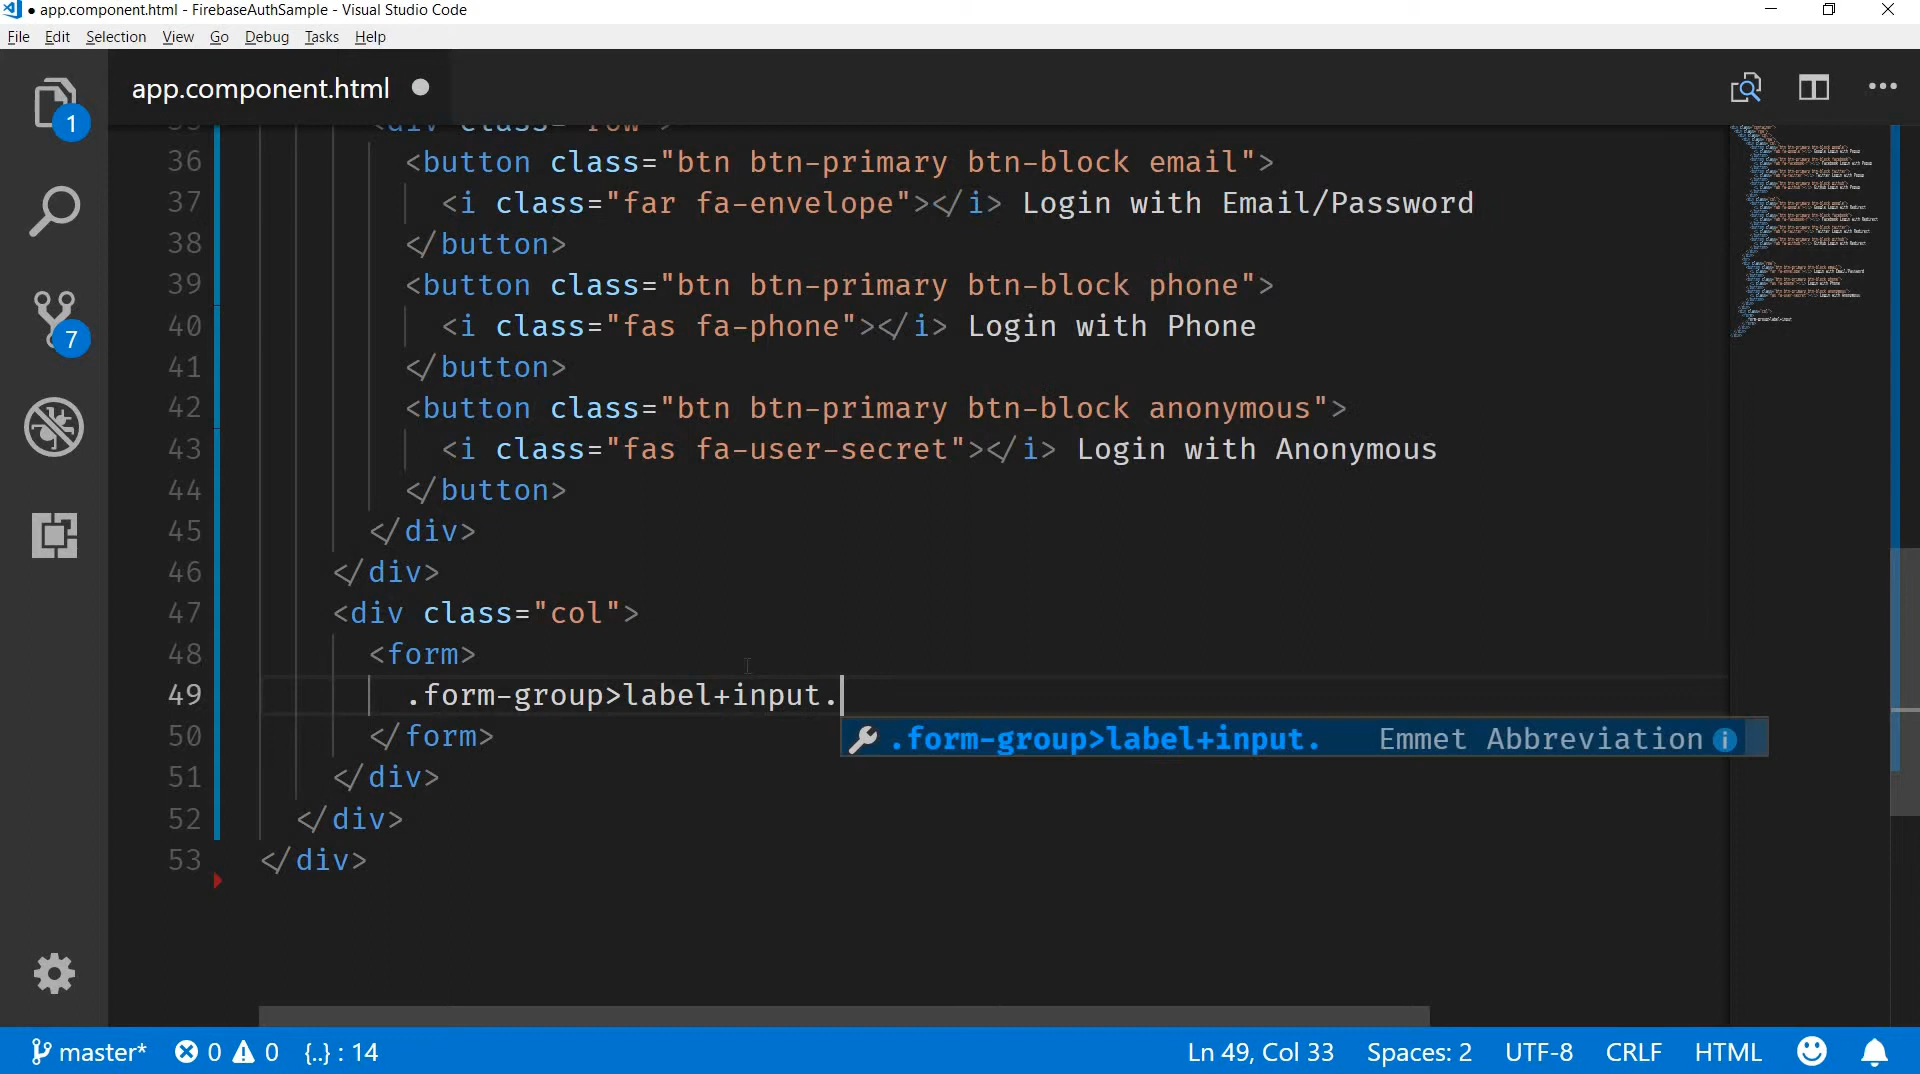 ● app.component.html - FirebaseAuthSample - Visual Studio Code
File Edit Selection View Go Debug Tasks Help
app.component.html ●
1
7
35 <div class="row">
36 <button class="btn btn-primary btn-block email">
37 <i class="far fa-envelope"></i> Login with Email/Password
38 </button>
39 <button class="btn btn-primary btn-block phone">
40 <i class="fas fa-phone"></i> Login with Phone
41 </button>
42 <button class="btn btn-primary btn-block anonymous">
43 <i class="fas fa-user-secret"></i> Login with Anonymous
44 </button>
45 </div>
46 </div>
47 <div class="col">
48 <form>
49 .form-group>label+input.
.form-group>label+input. Emmet Abbreviation
50 </form>
51 </div>
52 </div>
53 </div>
master* 0 0 {..} : 14 Ln 49, Col 33 Spaces: 2 UTF-8 CRLF HTML